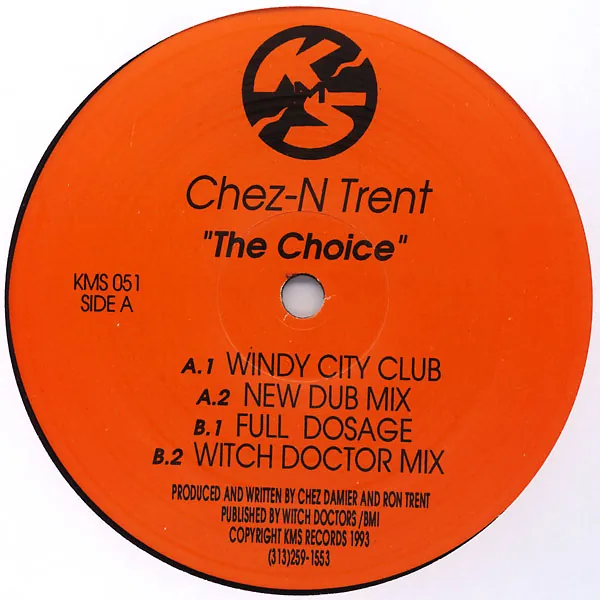 KMS
Chez-N Trent
"The Choice"
KMS 051
SIDE A
A.1 WINDY CITY CLUB
A.2 NEW DUB MIX
B.1 FULL DOSAGE
B.2 WITCH DOCTOR MIX
PRODUCED AND WRITTEN BY CHEZ DAMIER AND RON TRENT
PUBLISHED BY WITCH DOCTORS /BMI
COPYRIGHT KMS RECORDS 1993
(313)259-1553